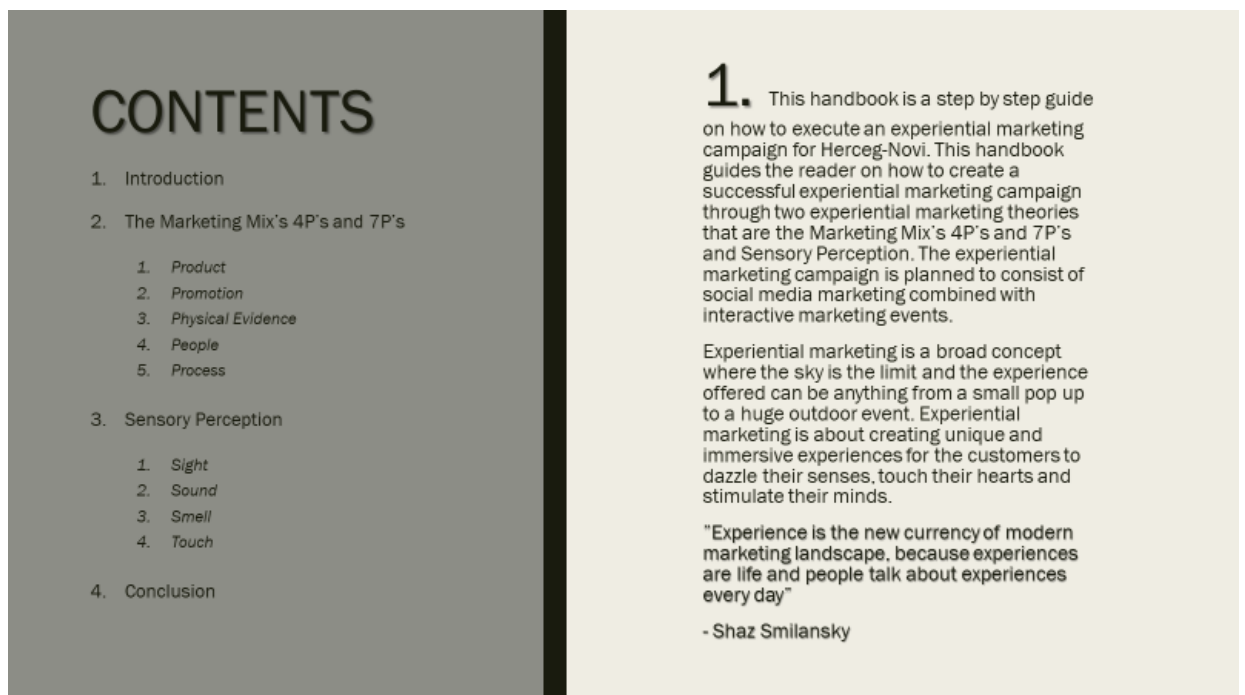 CONTENTS
1. Introduction
2. The Marketing Mix's 4P's and 7P's
1. Product
2. Promotion
3. Physical Evidence
4. People
5. Process
3. Sensory Perception
1. Sight
2. Sound
3. Smell
4. Touch
4. Conclusion
1. This handbook is a step by step guide
on how to execute an experiential marketing
campaign for Herceg-Novi. This handbook
guides the reader on how to create a
successful experiential marketing campaign
through two experiential marketing theories
that are the Marketing Mix's 4P's and 7P's
and Sensory Perception. The experiential
marketing campaign is planned to consist of
social media marketing combined with
interactive marketing events.
Experiential marketing is a broad concept
where the sky is the limit and the experience
offered can be anything from a small pop up
to a huge outdoor event. Experiential
marketing is about creating unique and
immersive experiences for the customers to
dazzle their senses, touch their hearts and
stimulate their minds.
"Experience is the new currency of modern
marketing landscape, because experiences
are life and people talk about experiences
every day"
- Shaz Smilansky